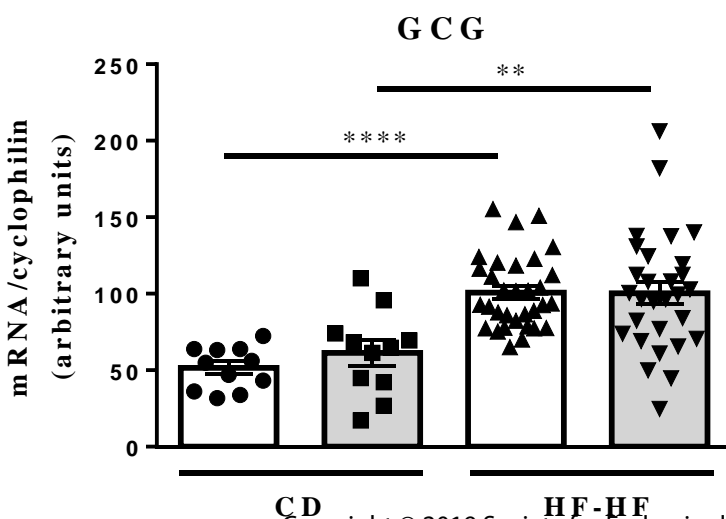 GCG
mRNA/cyclophilin
(arbitrary units)
250
200
150
100
50
0
**
****
CD
HF-HF